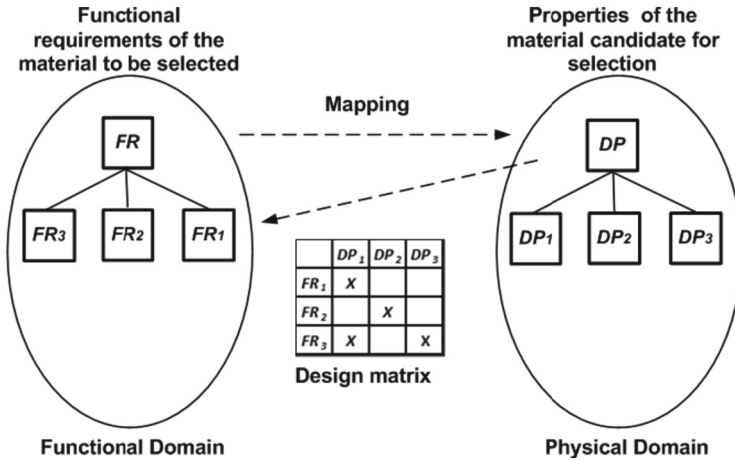 Functional
requirements of the
material to be selected
Properties of the
material candidate for
selection
Mapping
FR
DP
FR3 FR2 FR1
DP1 DP2 DP3
DP1 DP2 DP3
FR1 X
FR2 X
FR3 X X
Design matrix
Functional Domain
Physical Domain